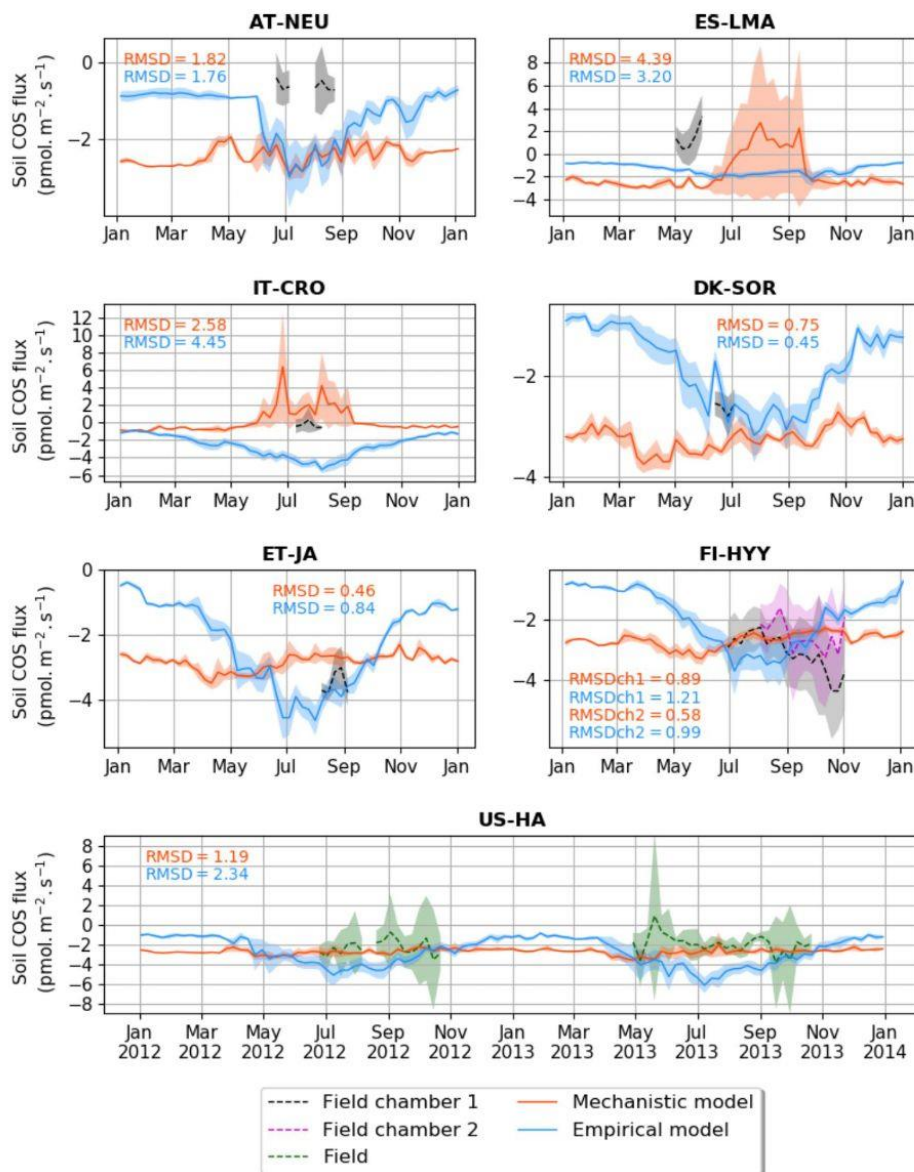 AT-NEU
Soil COS flux
(pmol. m⁻². s⁻¹)
0
−2
RMSD = 1.82
RMSD = 1.76
Jan Mar May Jul Sep Nov Jan
ES-LMA
8
6
4
2
0
−2
−4
RMSD = 4.39
RMSD = 3.20
Jan Mar May Jul Sep Nov Jan
IT-CRO
Soil COS flux
(pmol. m⁻². s⁻¹)
12
10
8
6
4
2
0
−2
−4
−6
RMSD = 2.58
RMSD = 4.45
Jan Mar May Jul Sep Nov Jan
DK-SOR
−2
−4
RMSD = 0.75
RMSD = 0.45
Jan Mar May Jul Sep Nov Jan
ET-JA
Soil COS flux
(pmol. m⁻². s⁻¹)
0
−2
−4
RMSD = 0.46
RMSD = 0.84
Jan Mar May Jul Sep Nov Jan
FI-HYY
−2
−4
RMSDch1 = 0.89
RMSDch1 = 1.21
RMSDch2 = 0.58
RMSDch2 = 0.99
Jan Mar May Jul Sep Nov Jan
US-HA
Soil COS flux
(pmol. m⁻². s⁻¹)
8
6
4
2
0
−2
−4
−6
−8
RMSD = 1.19
RMSD = 2.34
Jan Mar May Jul Sep Nov Jan Mar May Jul Sep Nov Jan
2012 2012 2012 2012 2012 2012 2013 2013 2013 2013 2013 2013 2014
Field chamber 1
Field chamber 2
Field
Mechanistic model
Empirical model